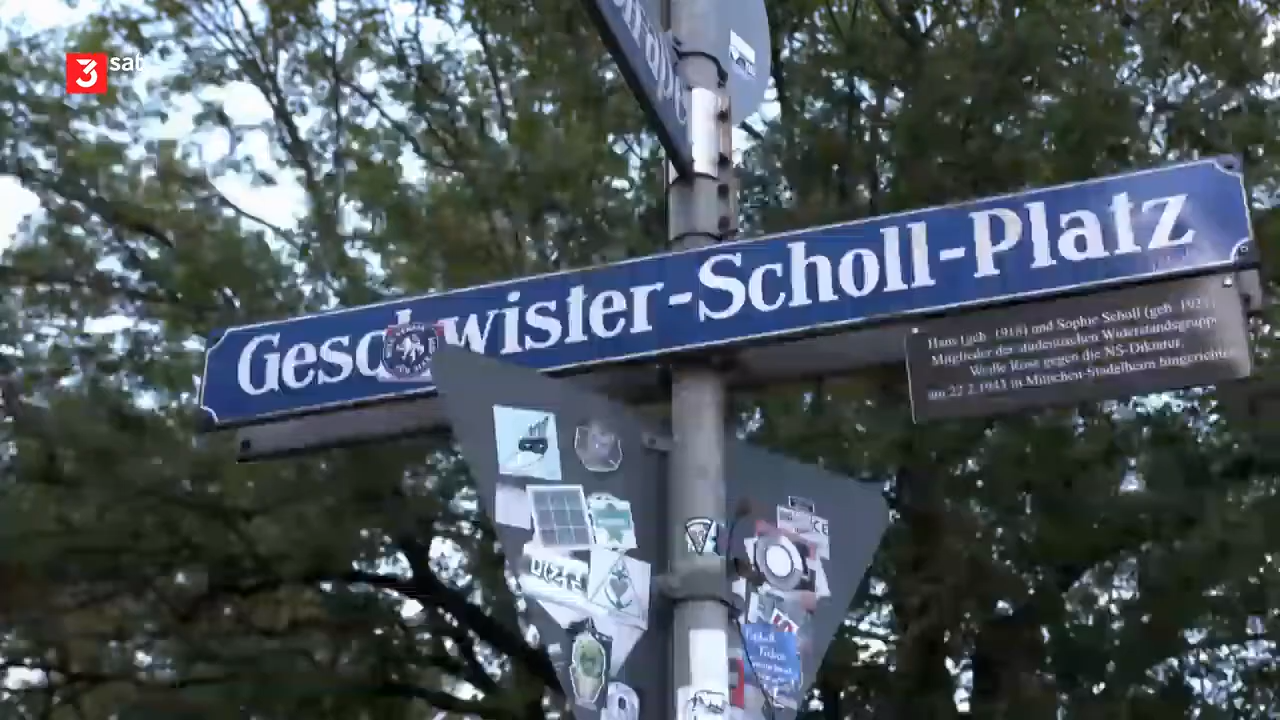 3sat
Geschwister-Scholl-Platz
Hans (geb. 1918) und Sophie Scholl (geb. 1921)
Mitglieder der studentischen Widerstandsgruppe
Weiße Rose gegen die NS-Diktatur,
am 22.2.1943 in München-Stadelheim hingerichtet